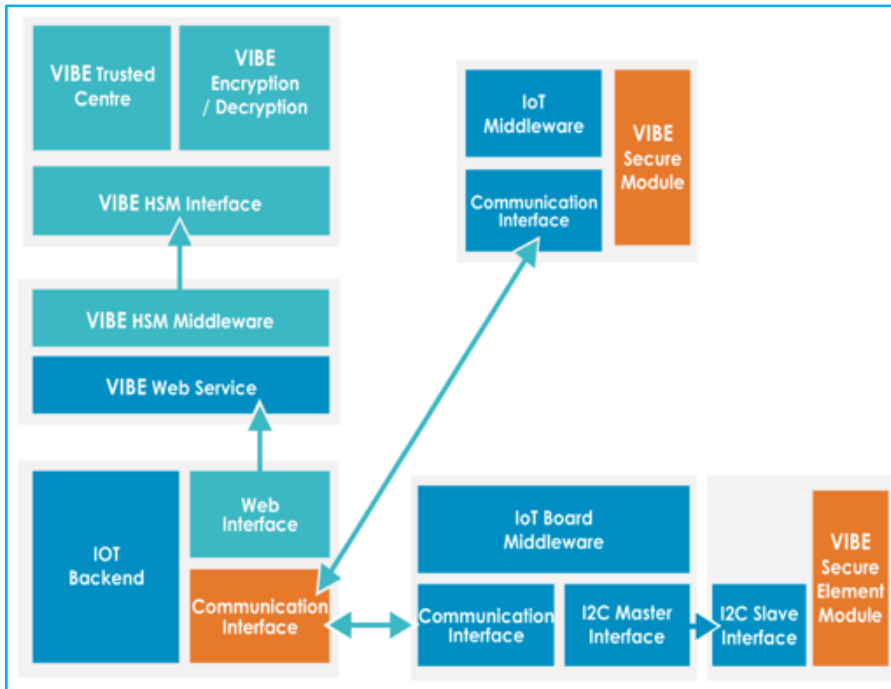 VIBE Trusted
Centre
VIBE
Encryption
/ Decryption
VIBE HSM Interface
VIBE HSM Middleware
VIBE Web Service
IOT
Backend
Web
Interface
Communication
Interface
IoT
Middleware
Communication
Interface
VIBE
Secure
Module
IoT Board
Middleware
Communication
Interface
I2C Master
Interface
I2C Slave
Interface
VIBE
Secure
Element
Module